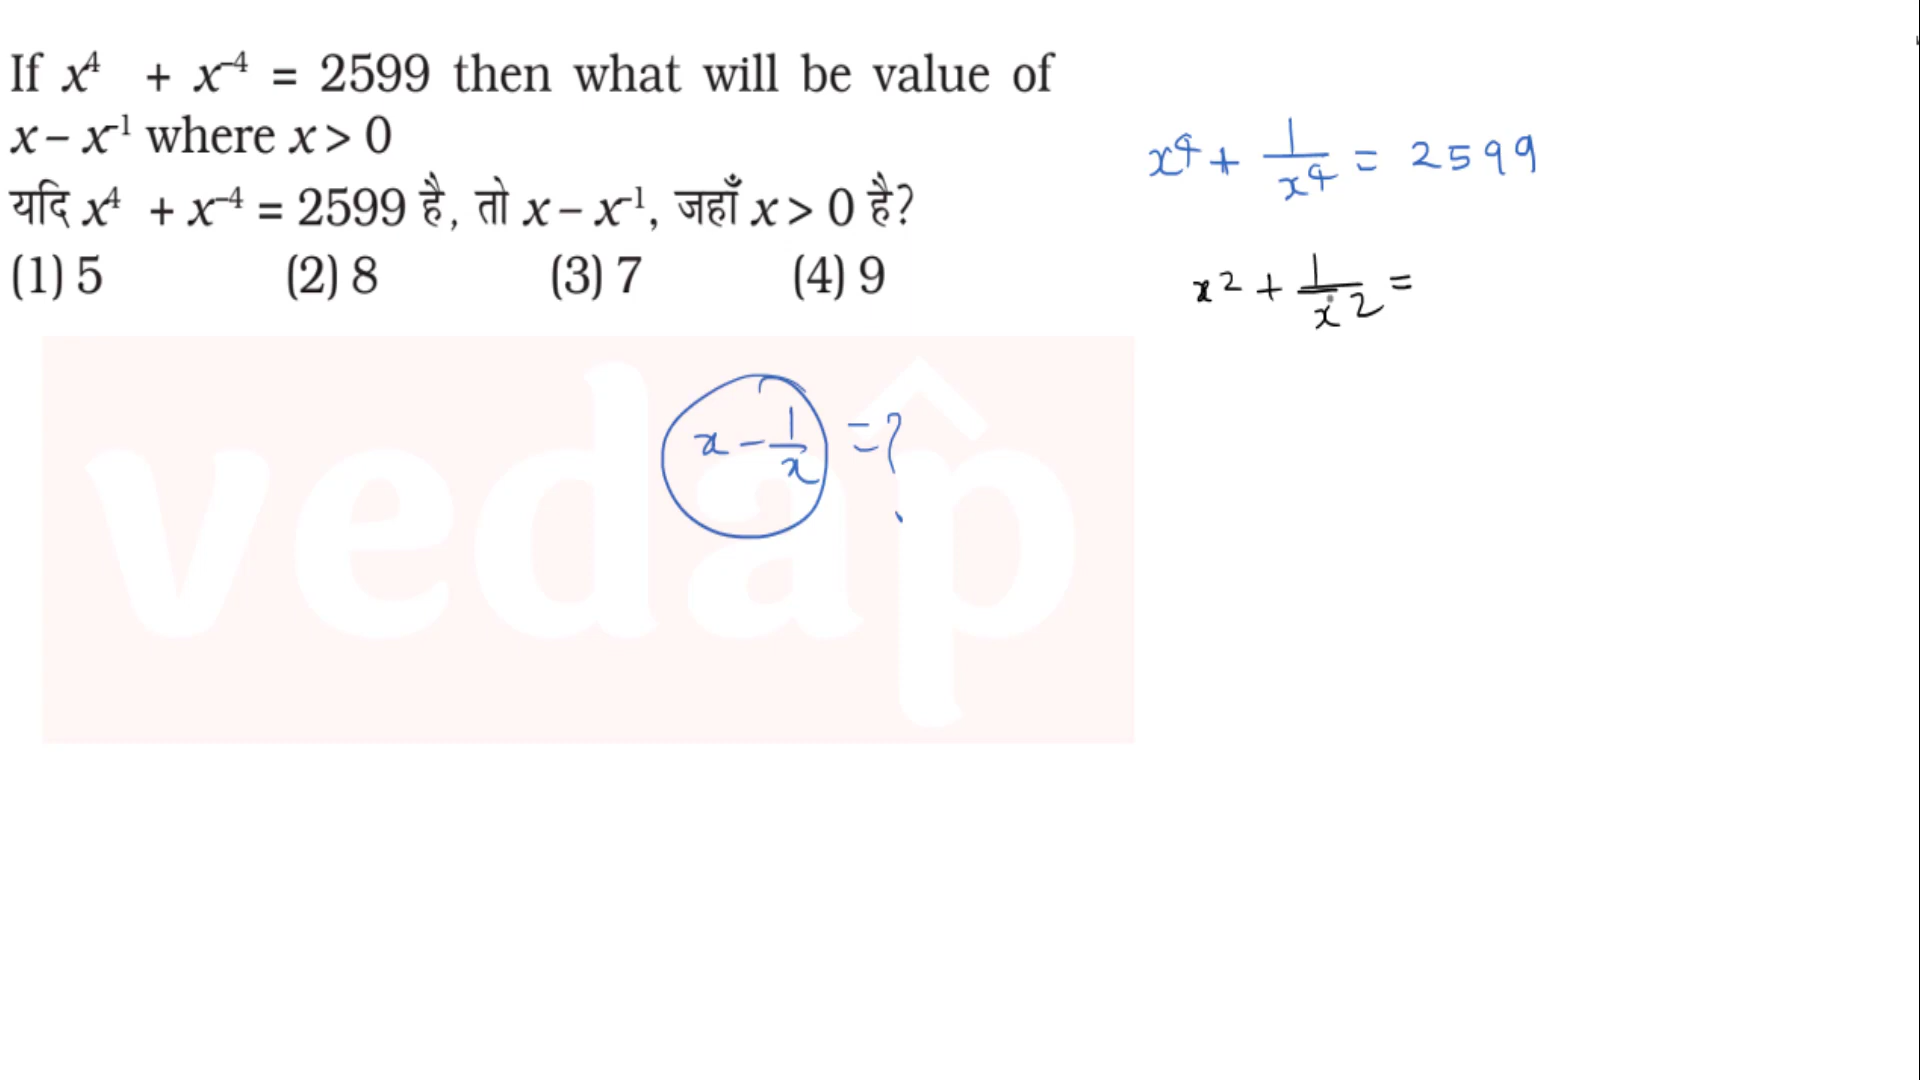 If x⁴ + x⁻⁴ = 2599 then what will be value of
x – x⁻¹ where x > 0
यदि x⁴ + x⁻⁴ = 2599 है, तो x – x⁻¹, जहाँ x > 0 है?
(1) 5 (2) 8 (3) 7 (4) 9
x⁴ + 1/x⁴ = 2599
x² + 1/x² =
x – 1/x = ?
vedap